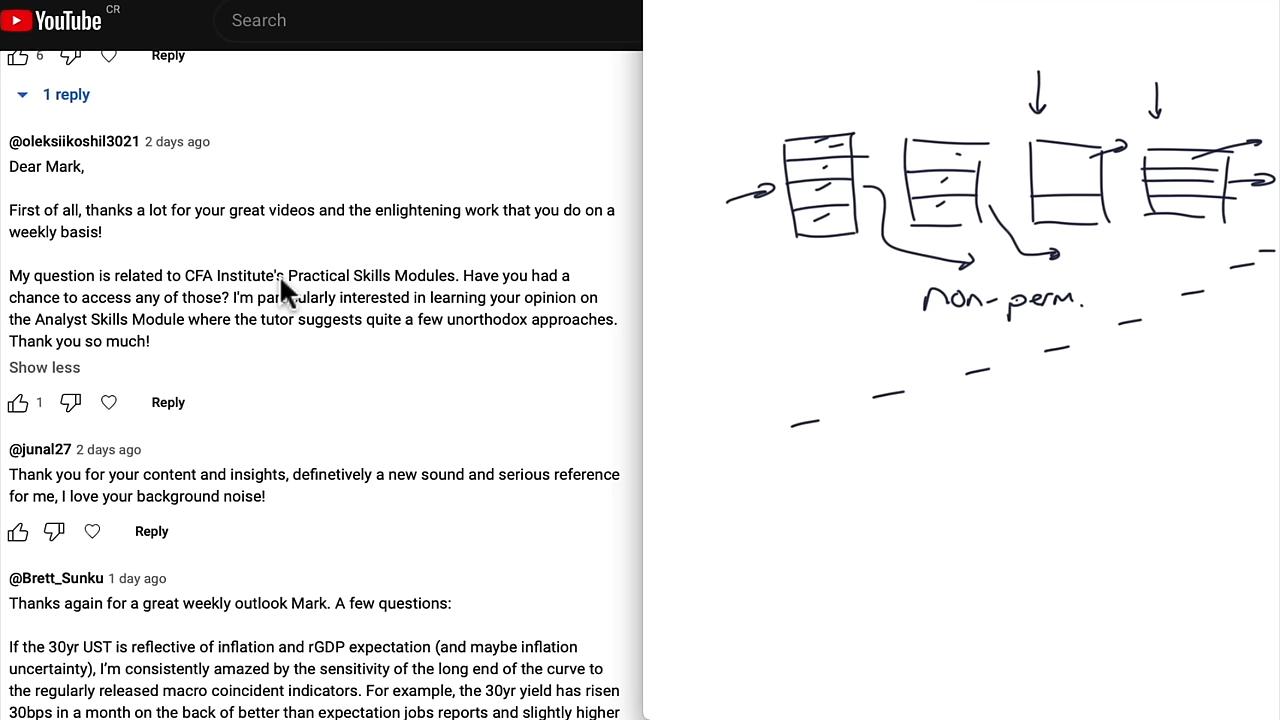 YouTube CR
Search
6 Reply
1 reply
@oleksiikoshil3021 2 days ago
Dear Mark,
First of all, thanks a lot for your great videos and the enlightening work that you do on a
weekly basis!
My question is related to CFA Institute's Practical Skills Modules. Have you had a
chance to access any of those? I'm particularly interested in learning your opinion on
the Analyst Skills Module where the tutor suggests quite a few unorthodox approaches.
Thank you so much!
Show less
1 Reply
@junal27 2 days ago
Thank you for your content and insights, definetively a new sound and serious reference
for me, I love your background noise!
Reply
@Brett_Sunku 1 day ago
Thanks again for a great weekly outlook Mark. A few questions:
If the 30yr UST is reflective of inflation and rGDP expectation (and maybe inflation
uncertainty), I'm consistently amazed by the sensitivity of the long end of the curve to
the regularly released macro coincident indicators. For example, the 30yr yield has risen
30bps in a month on the back of better than expectation jobs reports and slightly higher
non-perm.